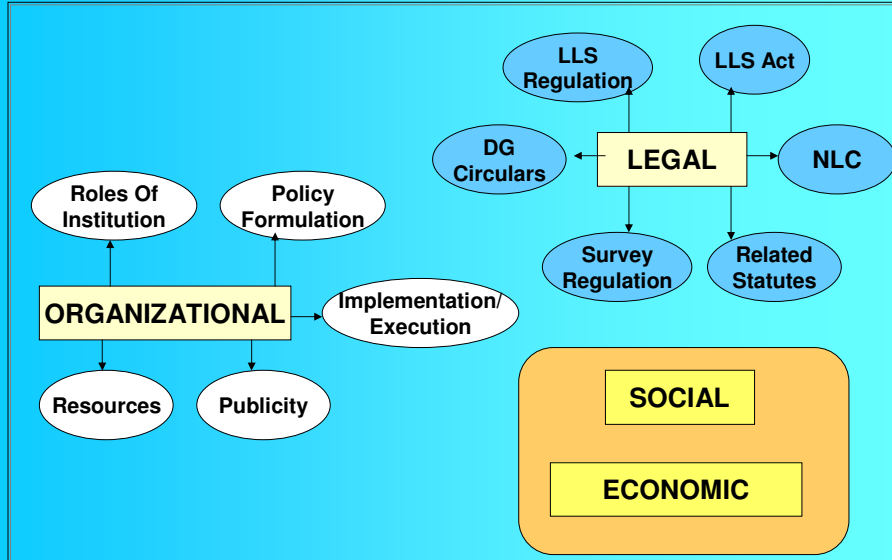 LLS
Regulation
LLS Act
DG
Circulars
LEGAL
NLC
Survey
Regulation
Related
Statutes
Roles Of
Institution
Policy
Formulation
ORGANIZATIONAL
Implementation/
Execution
Resources
Publicity
SOCIAL
ECONOMIC